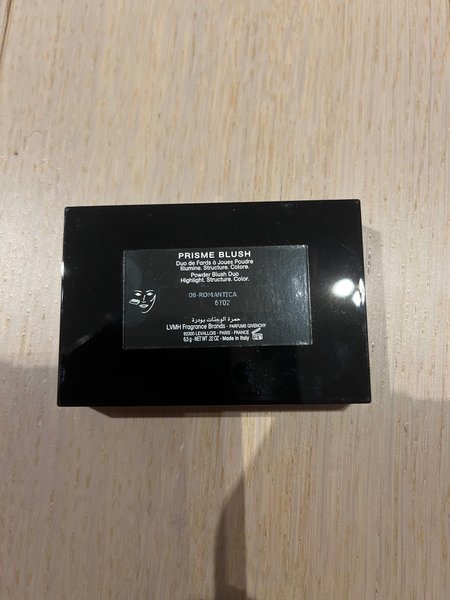 PRISME BLUSH
Duo de Fards à Joues Poudre
Illumine. Structure. Colore.
Powder Blush Duo
Highlight. Structure. Color.
06-ROMANTICA
6Y02
حمرة الوجنات بودرة
LVMH Fragrance Brands - PARFUMS GIVENCHY
92300 LEVALLOIS - PARIS - FRANCE
6,5 g - NET WT. .22 OZ - Made in Italy